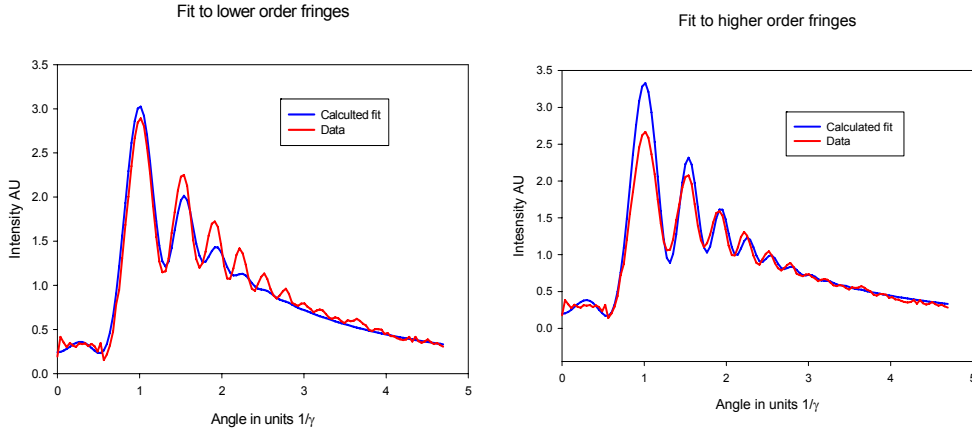 Fit to lower order fringes
3.5
3.0
2.5
2.0
1.5
1.0
0.5
0.0
Intensity AU
Calculted fit
Data
0 1 2 3 4 5
Angle in units 1/γ
Fit to higher order fringes
3.5
3.0
2.5
2.0
1.5
1.0
0.5
0.0
Intesnsity AU
Calculated fit
Data
0 1 2 3 4 5
Angle in units 1/γ